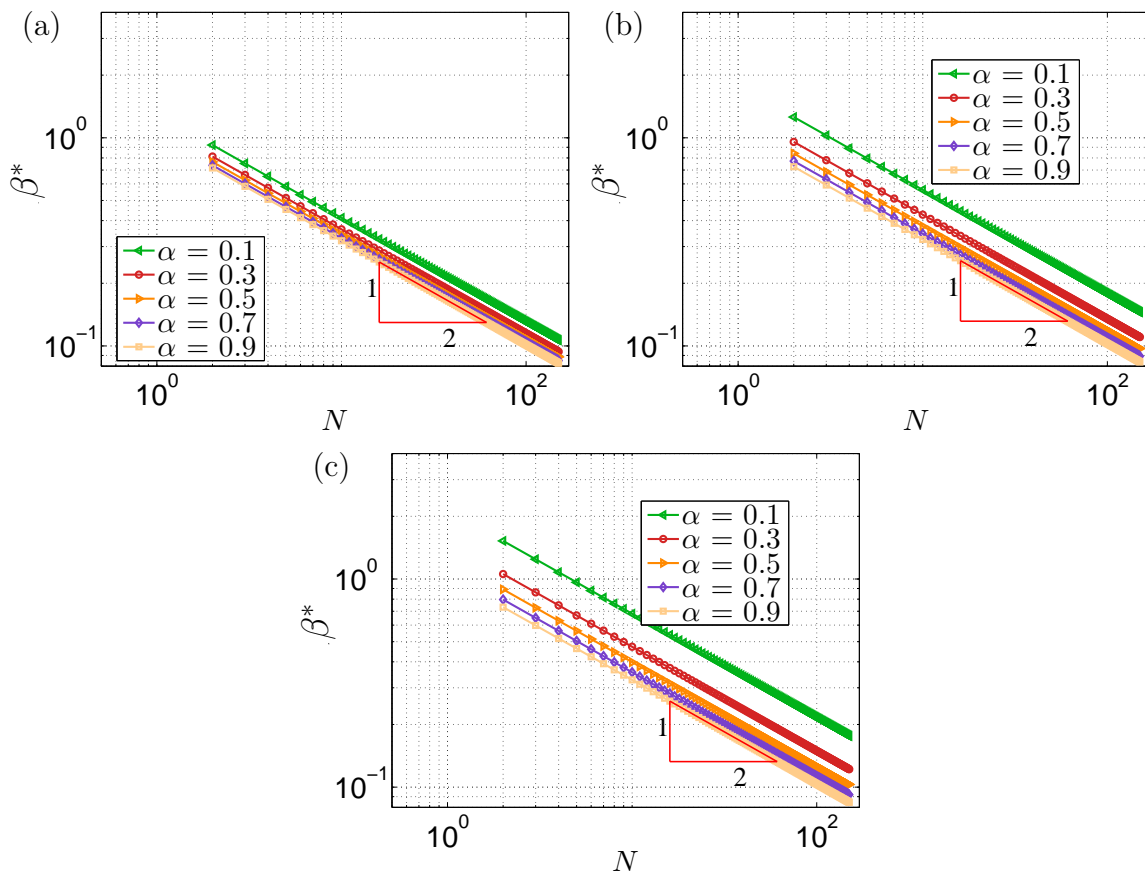 (a)
10^0
10^{-1}
β*
α = 0.1
α = 0.3
α = 0.5
α = 0.7
α = 0.9
1
2
10^0
10^2
N
(b)
10^0
10^{-1}
β*
α = 0.1
α = 0.3
α = 0.5
α = 0.7
α = 0.9
1
2
10^0
10^2
N
(c)
10^0
10^{-1}
β*
α = 0.1
α = 0.3
α = 0.5
α = 0.7
α = 0.9
1
2
10^0
10^2
N